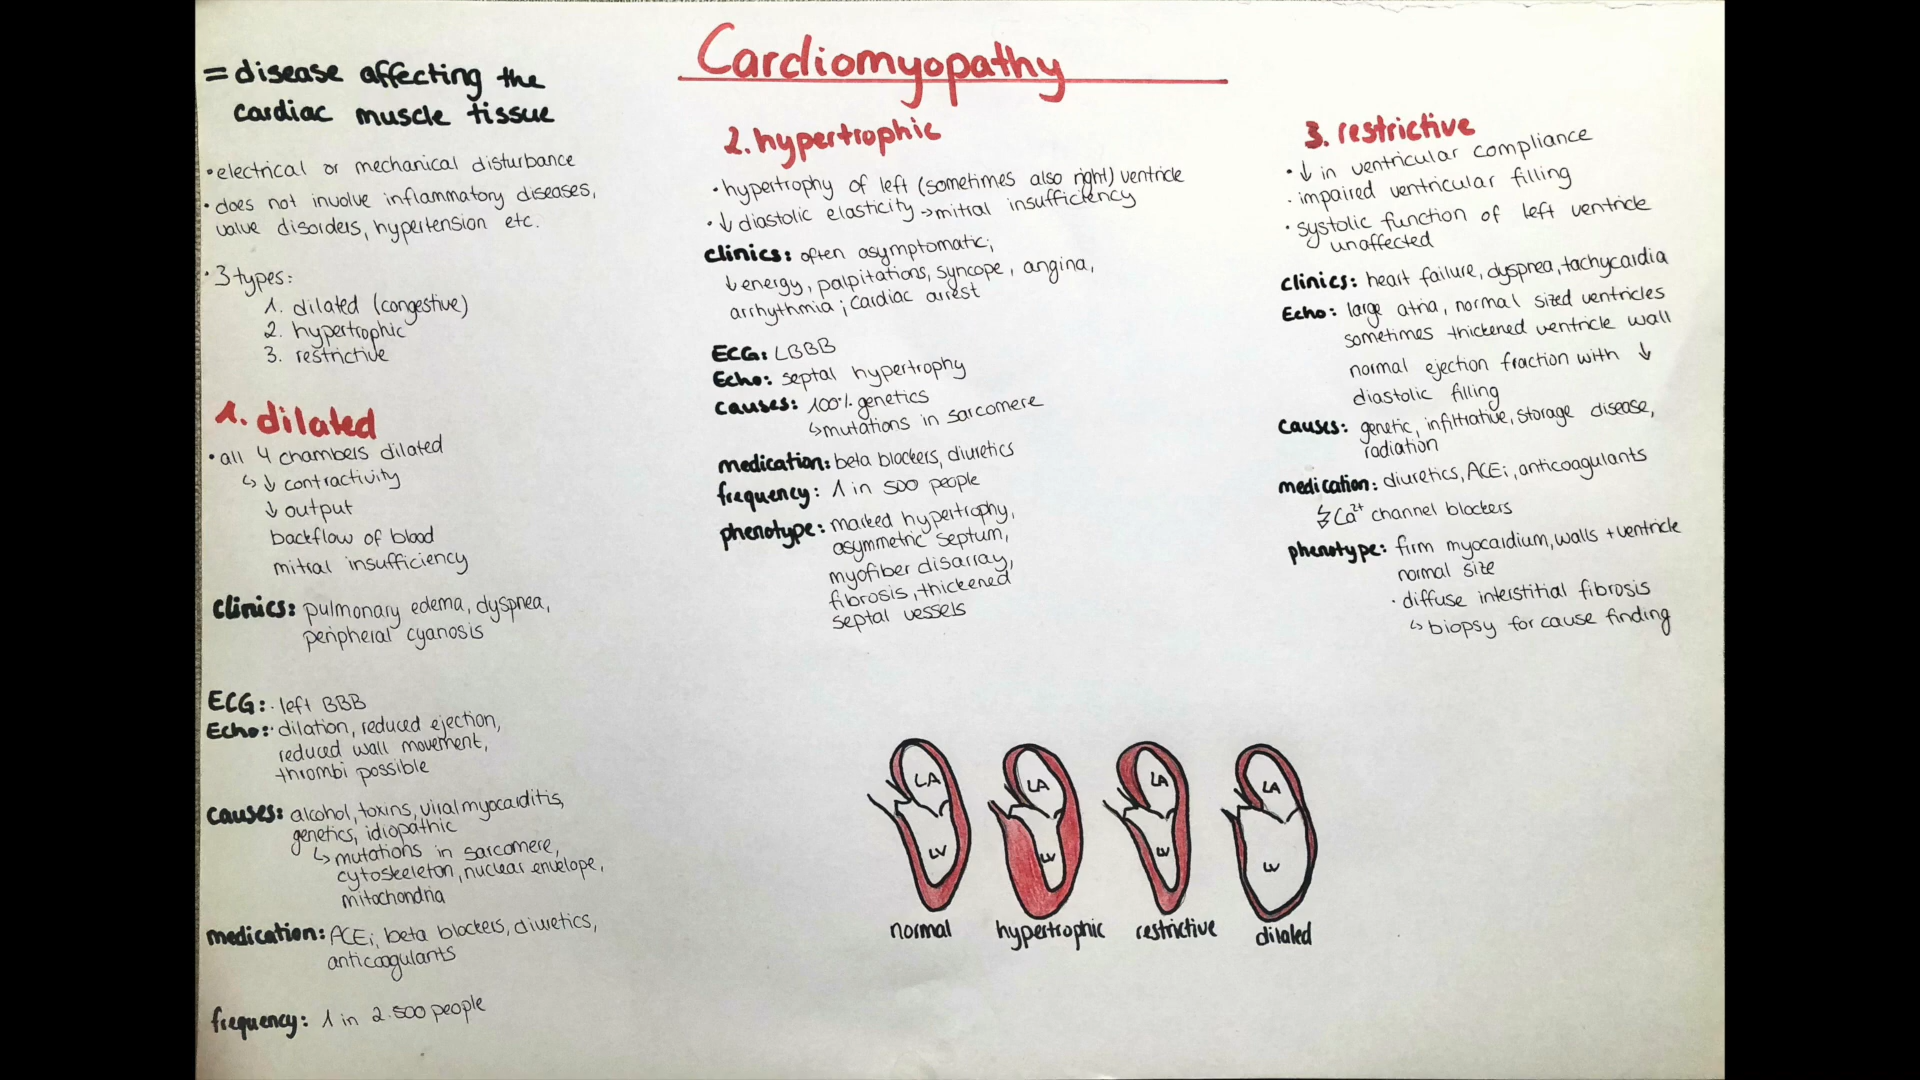 Cardiomyopathy
= disease affecting the
cardiac muscle tissue
• electrical or mechanical disturbance
• does not involve inflammatory diseases,
valve disorders, hypertension etc.
• 3 types:
1. dilated (congestive)
2. hypertrophic
3. restrictive
1. dilated
• all 4 chambers dilated
↳ ↓ contractivity
↓ output
backflow of blood
mitral insufficiency
clinics: pulmonary edema, dyspnea,
peripheral cyanosis
ECG: · left BBB
Echo: · dilation, reduced ejection,
reduced wall movement,
thrombi possible
causes: alcohol, toxins, viral myocarditis,
genetics, idiopathic
↳ mutations in sarcomere,
cytoskeleton, nuclear envelope,
mitochondria
medication: ACEi, beta blockers, diuretics,
anticoagulants
frequency: 1 in 2.500 people
2. hypertrophic
• hypertrophy of left (sometimes also right) ventricle
• ↓ diastolic elasticity → mitral insufficiency
clinics: often asymptomatic;
↓ energy, palpitations, syncope, angina,
arrhythmia; cardiac arrest
ECG: LBBB
Echo: septal hypertrophy
causes: 100% genetics
↳ mutations in sarcomere
medication: beta blockers, diuretics
frequency: 1 in 500 people
phenotype: marked hypertrophy,
asymmetric septum,
myofiber disarray,
fibrosis, thickened
septal vessels
3. restrictive
• ↓ in ventricular compliance
• impaired ventricular filling
• systolic function of left ventricle
unaffected
clinics: heart failure, dyspnea, tachycardia
Echo: large atria, normal sized ventricles
sometimes thickened ventricle wall
normal ejection fraction with ↓
diastolic filling
causes: genetic, infiltrative, storage disease,
radiation
medication: diuretics, ACEi, anticoagulants
↯ Ca²⁺ channel blockers
phenotype: firm myocardium, walls + ventricle
normal size
• diffuse interstitial fibrosis
↳ biopsy for cause finding
LA LA LA LA
LV LV LV LV
normal hypertrophic restrictive dilated